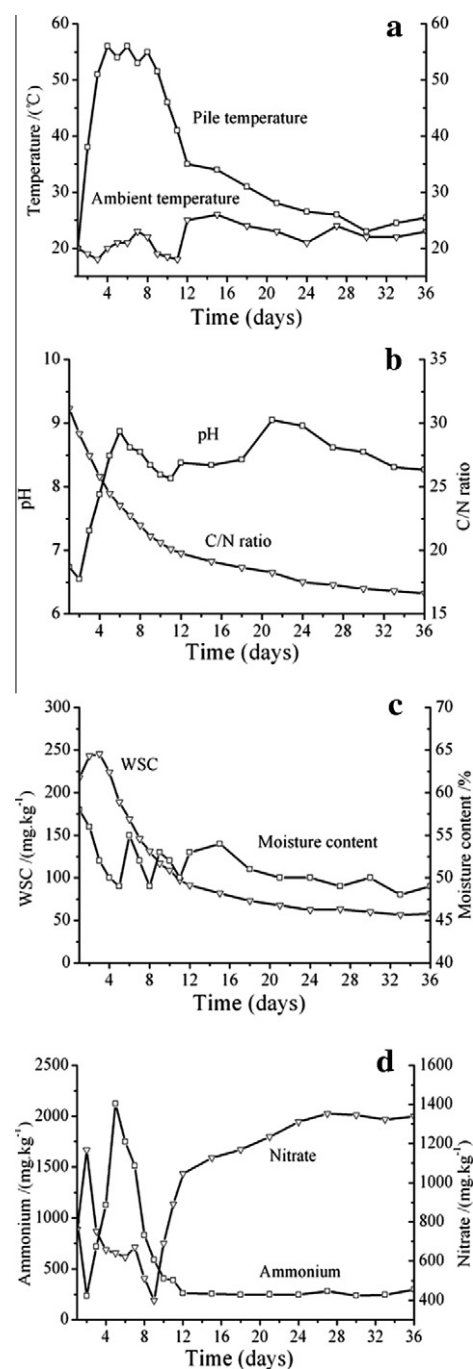 a
60
60
50
50
40
40
30
30
20
20
Temperature /(℃)
Pile temperature
Ambient temperature
4 8 12 16 20 24 28 32 36
Time (days)
b
10
35
9
30
8
25
7
20
6
15
pH
C/N ratio
pH
C/N ratio
4 8 12 16 20 24 28 32 36
Time (days)
c
300
70
250
65
200
60
150
55
100
50
50
45
0
40
WSC /(mg.kg-1)
Moisture content /%
WSC
Moisture content
4 8 12 16 20 24 28 32 36
Time (days)
d
2500
1600
2000
1400
1500
1200
1000
1000
800
500
600
0
400
Ammonium /(mg.kg-1)
Nitrate /(mg.kg-1)
Nitrate
Ammonium
4 8 12 16 20 24 28 32 36
Time (days)